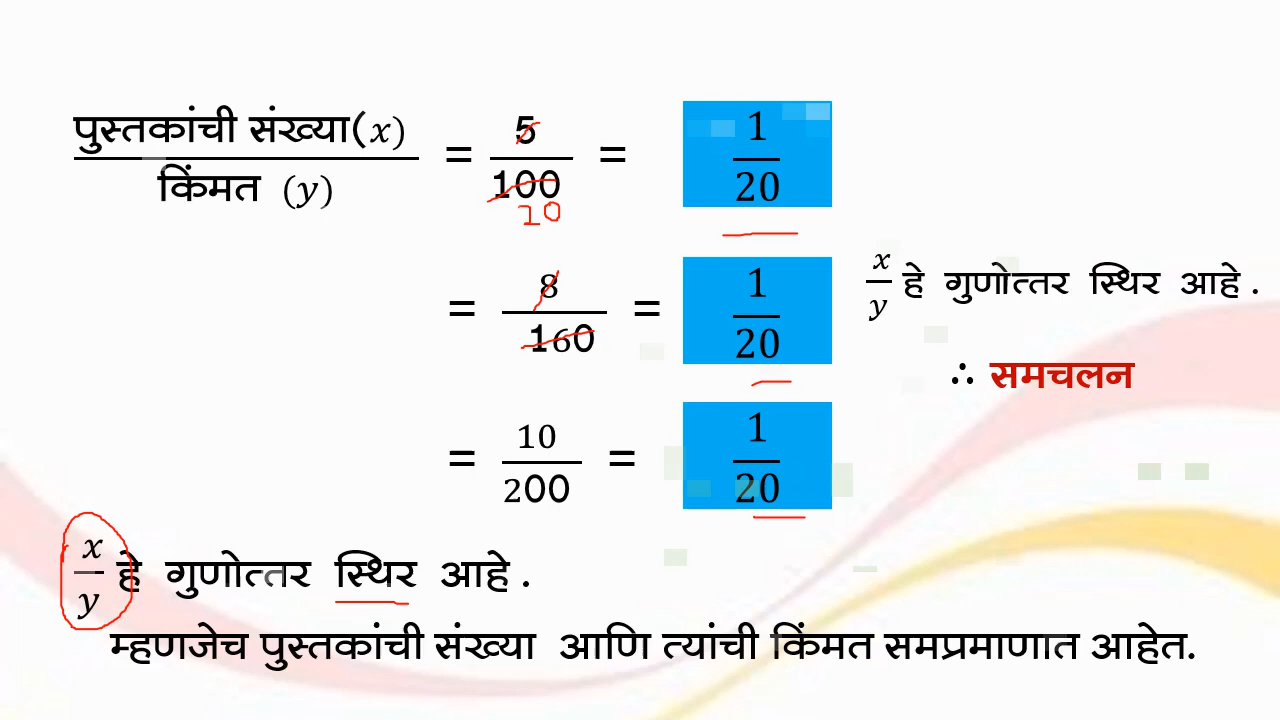 पुस्तकांची संख्या(x) / किंमत (y) = 5/100 = 1/20
20
= 8/160 = 1/20
x/y हे गुणोत्तर स्थिर आहे .
∴ समचलन
= 10/200 = 1/20
x/y हे गुणोत्तर स्थिर आहे .
म्हणजेच पुस्तकांची संख्या आणि त्यांची किंमत समप्रमाणात आहेत.